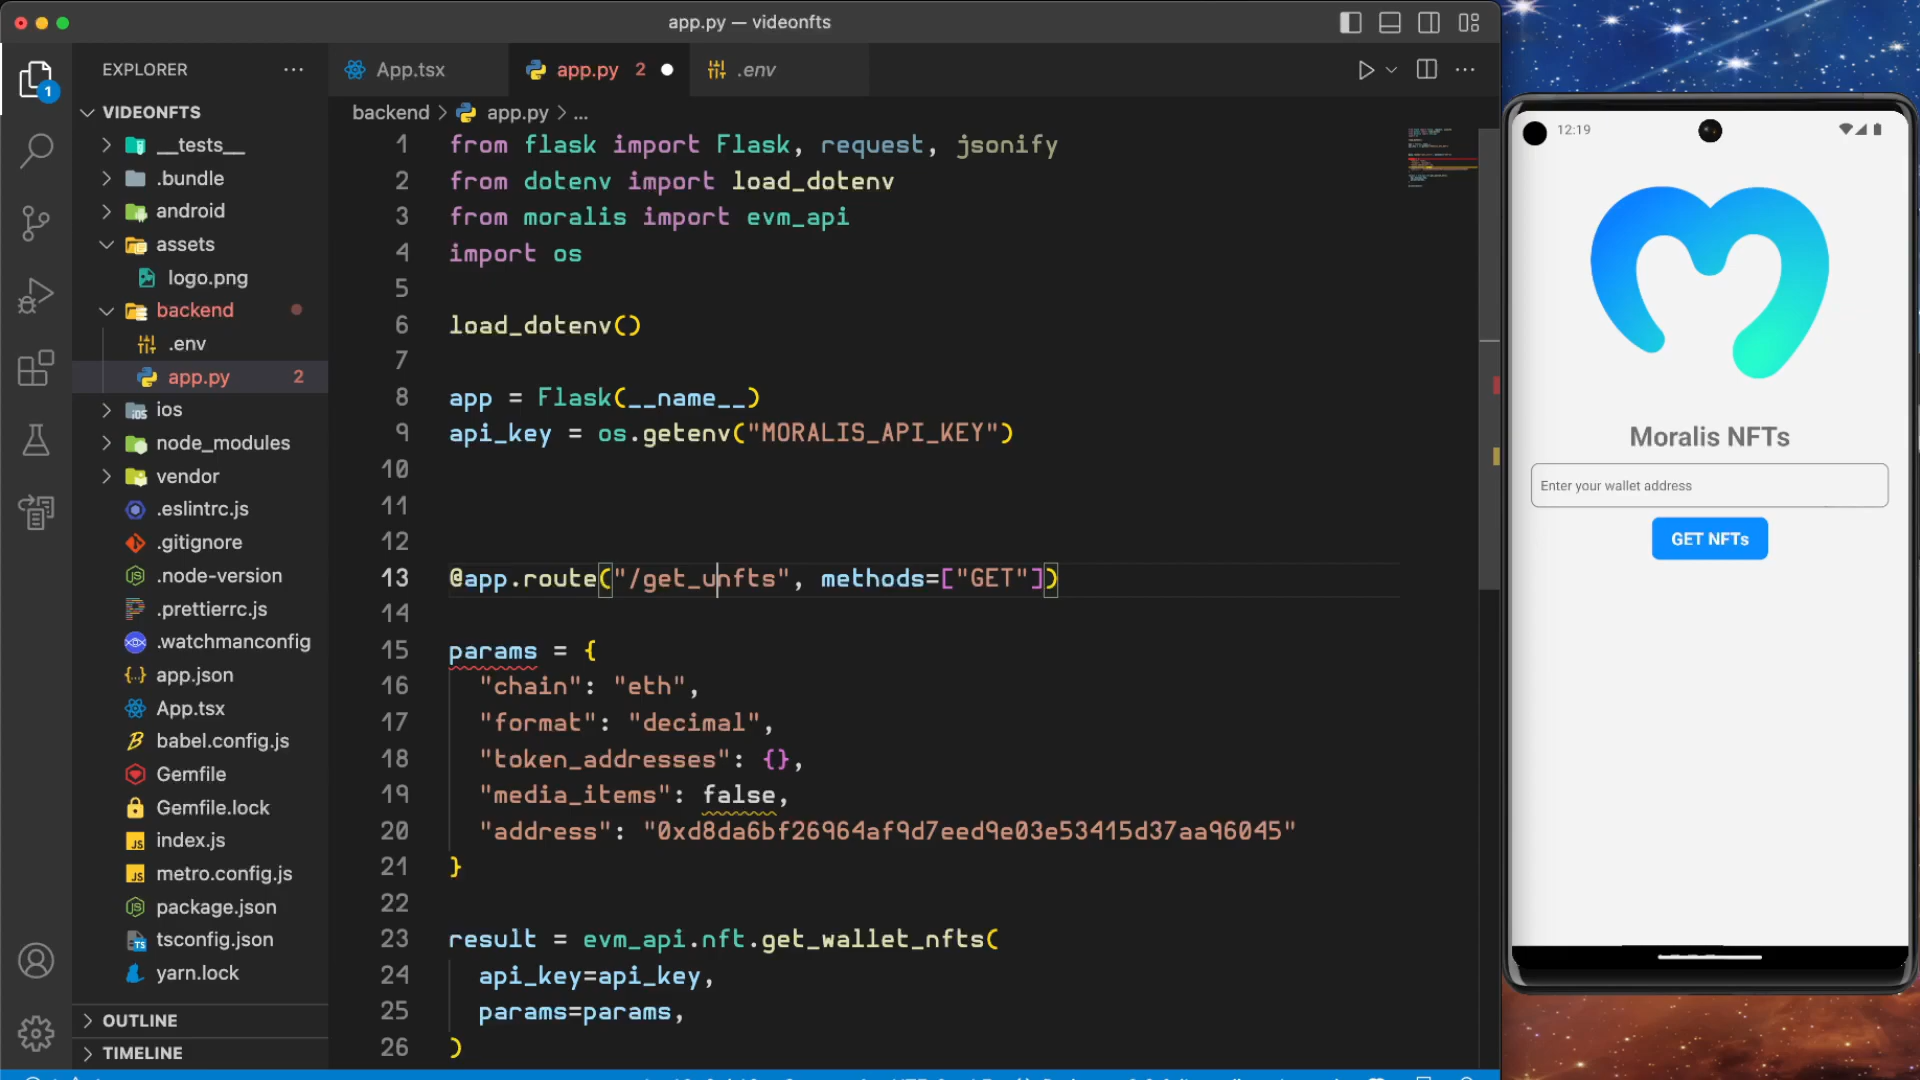 app.py — videonfts
EXPLORER
App.tsx
app.py 2
.env
1
VIDEONFTS
__tests__
.bundle
android
assets
logo.png
backend
.env
app.py 2
ios
node_modules
vendor
.eslintrc.js
.gitignore
.node-version
.prettierrc.js
.watchmanconfig
app.json
App.tsx
babel.config.js
Gemfile
Gemfile.lock
index.js
metro.config.js
package.json
tsconfig.json
yarn.lock
OUTLINE
TIMELINE
backend > app.py > ...
1 from flask import Flask, request, jsonify
2 from dotenv import load_dotenv
3 from moralis import evm_api
4 import os
5
6 load_dotenv()
7
8 app = Flask(__name__)
9 api_key = os.getenv("MORALIS_API_KEY")
10
11
12
13 @app.route("/get_unfts", methods=["GET"])
14
15 params = {
16 "chain": "eth",
17 "format": "decimal",
18 "token_addresses": {},
19 "media_items": false,
20 "address": "0xd8da6bf26964af9d7eed9e03e53415d37aa96045"
21 }
22
23 result = evm_api.nft.get_wallet_nfts(
24 api_key=api_key,
25 params=params,
26 )
12:19
Moralis NFTs
Enter your wallet address
GET NFTs